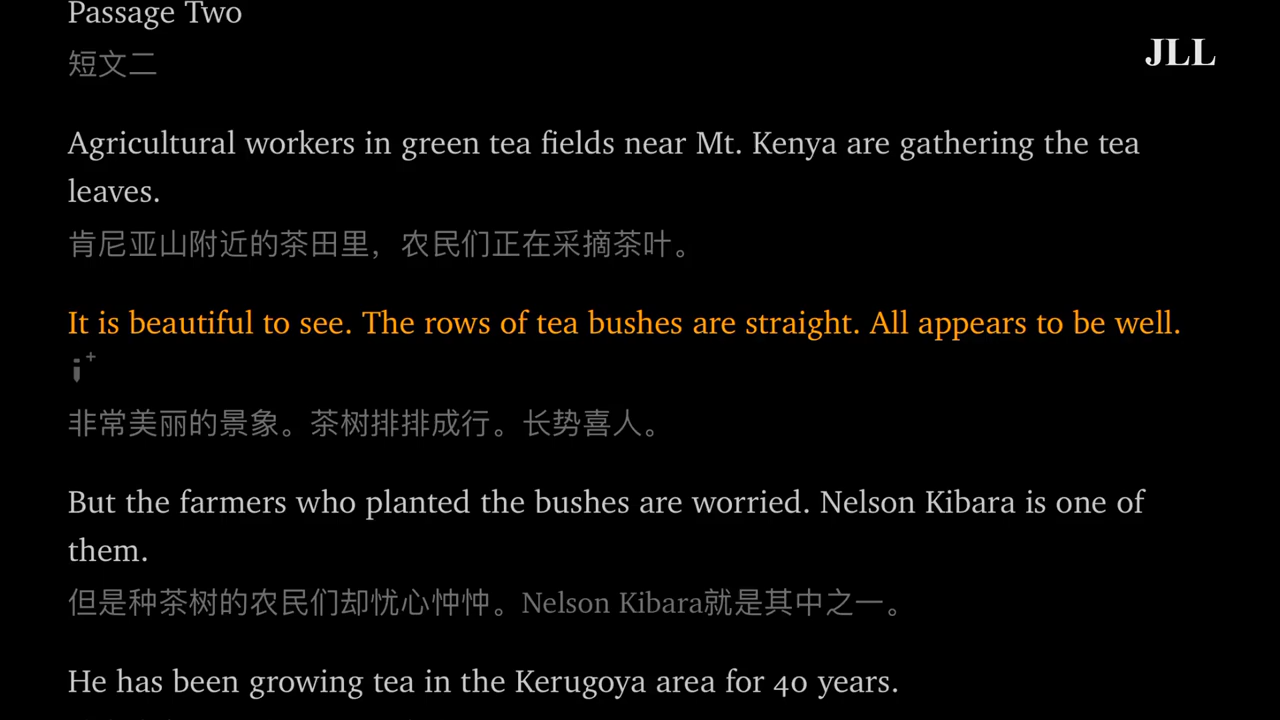 Passage Two
JLL
短文二
Agricultural workers in green tea fields near Mt. Kenya are gathering the tea
leaves.
肯尼亚山附近的茶田里，农民们正在采摘茶叶。
It is beautiful to see. The rows of tea bushes are straight. All appears to be well.
非常美丽的景象。茶树排排成行。长势喜人。
But the farmers who planted the bushes are worried. Nelson Kibara is one of
them.
但是种茶树的农民们却忧心忡忡。Nelson Kibara就是其中之一。
He has been growing tea in the Kerugoya area for 40 years.